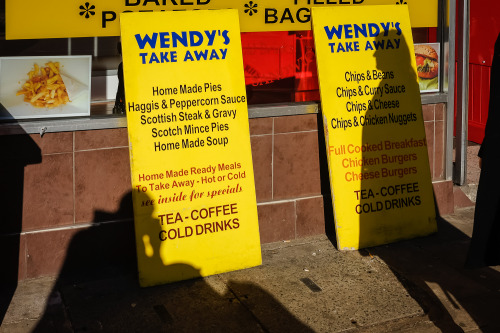 BAKED
* POTATO
* FILLED
BAG
WENDY'S
TAKE AWAY
Home Made Pies
Haggis & Peppercorn Sauce
Scottish Steak & Gravy
Scotch Mince Pies
Home Made Soup
Home Made Ready Meals
To Take Away - Hot or Cold
see inside for specials
TEA - COFFEE
COLD DRINKS
WENDY'S
TAKE AWAY
Chips & Beans
Chips & Curry Sauce
Chips & Cheese
Chips & Chicken Nuggets
Full Cooked Breakfast
Chicken Burgers
Cheese Burgers
TEA - COFFEE
COLD DRINKS